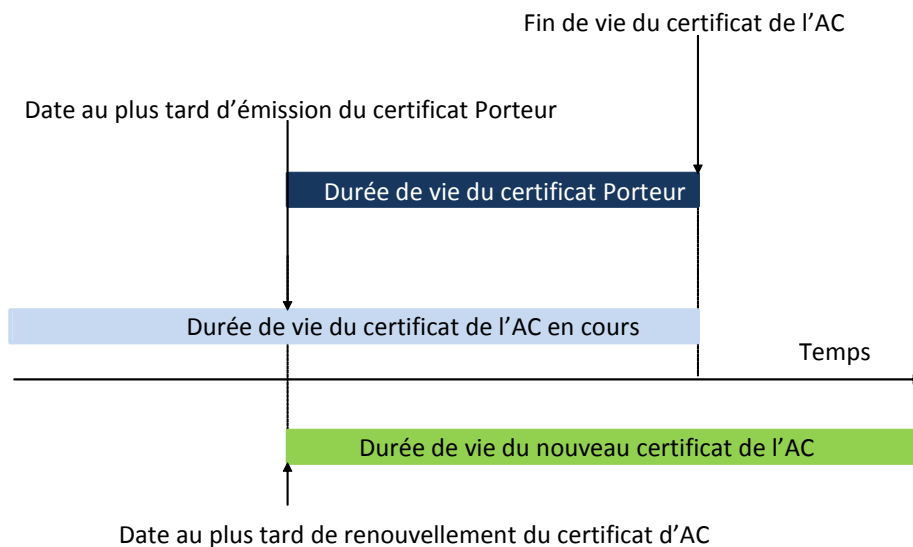 Fin de vie du certificat de l’AC
Date au plus tard d’émission du certificat Porteur
Durée de vie du certificat Porteur
Durée de vie du certificat de l’AC en cours
Temps
Durée de vie du nouveau certificat de l’AC
Date au plus tard de renouvellement du certificat d’AC